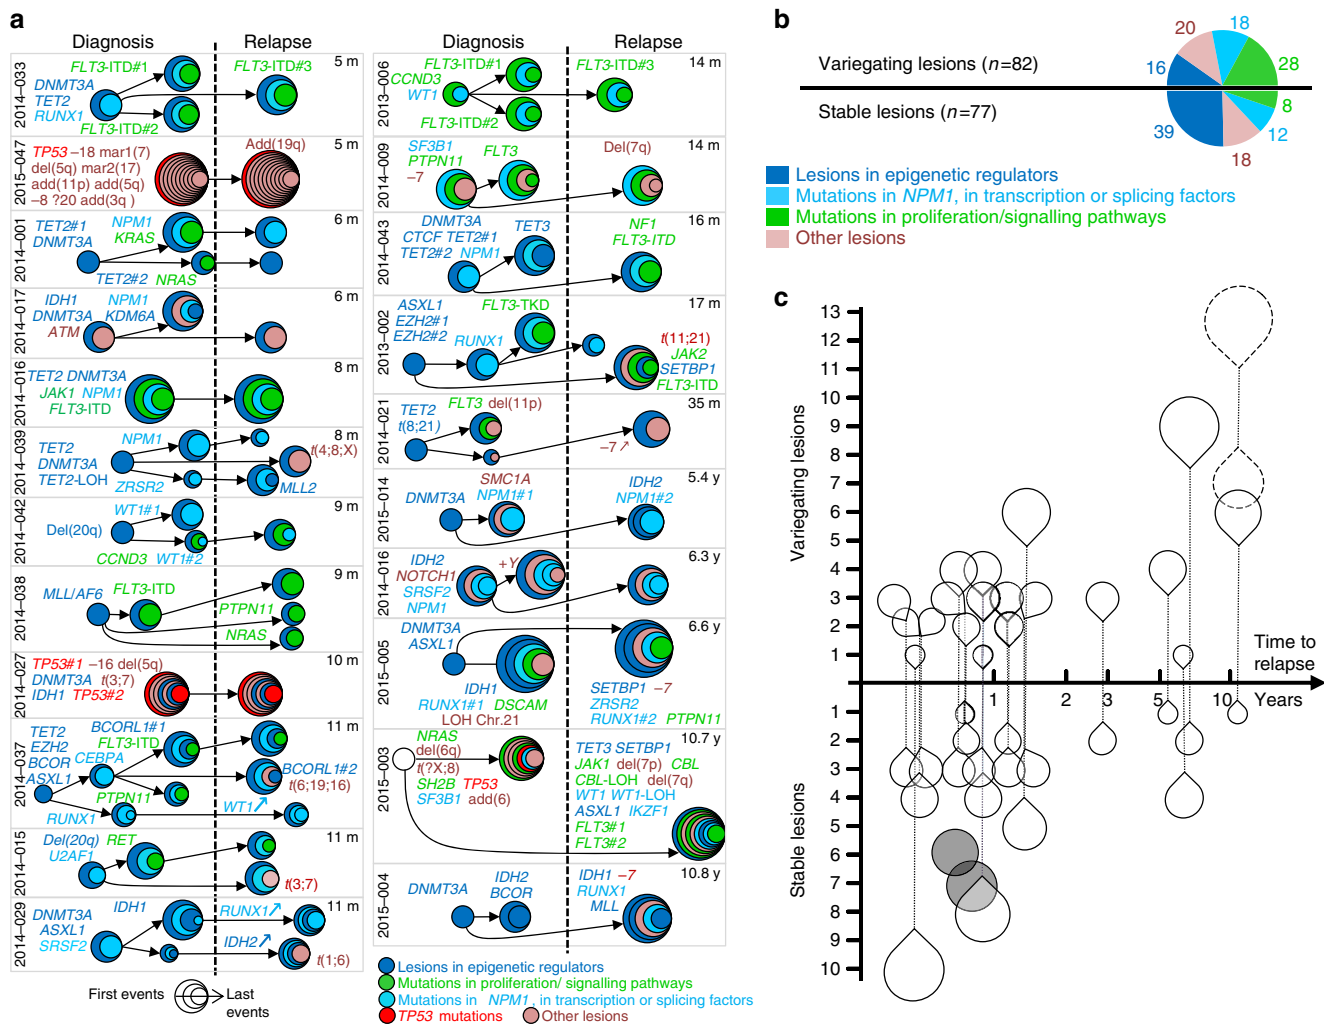 a
Diagnosis
Relapse
2014–033
5 m
FLT3-ITD#1
FLT3-ITD#3
DNMT3A
TET2
RUNX1
FLT3-ITD#2
2015–047
5 m
Add(19q)
TP53 –18 mar1(7)
del(5q) mar2(17)
add(11p) add(5q)
–8 ?20 add(3q )
2014–001
6 m
TET2#1
DNMT3A
NPM1
KRAS
TET2#2 NRAS
2014–017
6 m
IDH1
DNMT3A
ATM
NPM1
KDM6A
2014–016
8 m
TET2 DNMT3A
JAK1 NPM1
FLT3-ITD
2014–039
8 m
NPM1
t(4;8;X)
TET2
DNMT3A
TET2-LOH
ZRSR2
MLL2
2014–042
9 m
WT1#1
Del(20q)
CCND3 WT1#2
2014–038
9 m
MLL/AF6
FLT3-ITD
PTPN11
NRAS
2014–027
10 m
TP53#1 –16 del(5q)
DNMT3A t(3;7)
IDH1 TP53#2
2014–037
11 m
TET2
EZH2
BCOR
ASXL1
BCORL1#1
FLT3-ITD
CEBPA
BCORL1#2
t(6;19;16)
PTPN11
WT1↗
RUNX1
2014–015
11 m
Del(20q)
U2AF1
RET
t(3;7)
2014–029
11 m
DNMT3A
ASXL1
SRSF2
IDH1
RUNX1↗
IDH2↗
t(1;6)
First events
Last
events
Diagnosis
Relapse
2013–006
14 m
FLT3-ITD#1
FLT3-ITD#3
CCND3
WT1
FLT3-ITD#2
2014–009
14 m
SF3B1
PTPN11
–7
FLT3
Del(7q)
2014–043
16 m
DNMT3A
CTCF TET2#1
TET2#2 NPM1
TET3
NF1
FLT3-ITD
2013–002
17 m
ASXL1
EZH2#1
EZH2#2
FLT3-TKD
RUNX1
t(11;21)
JAK2
SETBP1
FLT3-ITD
2014–021
35 m
TET2
t(8;21)
FLT3 del(11p)
–7↗
2015–014
5.4 y
DNMT3A
SMC1A
NPM1#1
IDH2
NPM1#2
2014–016
6.3 y
IDH2
NOTCH1
SRSF2
NPM1
+Y
2015–005
6.6 y
DNMT3A
ASXL1
IDH1
RUNX1#1 DSCAM
LOH Chr.21
SETBP1 –7
ZRSR2
RUNX1#2 PTPN11
2015–003
10.7 y
NRAS
del(6q)
t(?X;8)
SH2B TP53
SF3B1 add(6)
TET3 SETBP1
JAK1 del(7p) CBL
CBL-LOH del(7q)
WT1 WT1-LOH
ASXL1 IKZF1
FLT3#1
FLT3#2
2015–004
10.8 y
DNMT3A
IDH2
BCOR
IDH1 –7
RUNX1
MLL
Lesions in epigenetic regulators
Mutations in proliferation/ signalling pathways
Mutations in NPM1, in transcription or splicing factors
TP53 mutations
Other lesions
b
Variegating lesions (n=82)
Stable lesions (n=77)
20
18
16
28
8
39
12
18
Lesions in epigenetic regulators
Mutations in NPM1, in transcription or splicing factors
Mutations in proliferation/signalling pathways
Other lesions
c
Variegating lesions
13
12
11
10
9
8
7
6
5
4
3
2
1
Time to
relapse
1
2
3
5
10
Years
Stable lesions
1
2
3
4
5
6
7
8
9
10